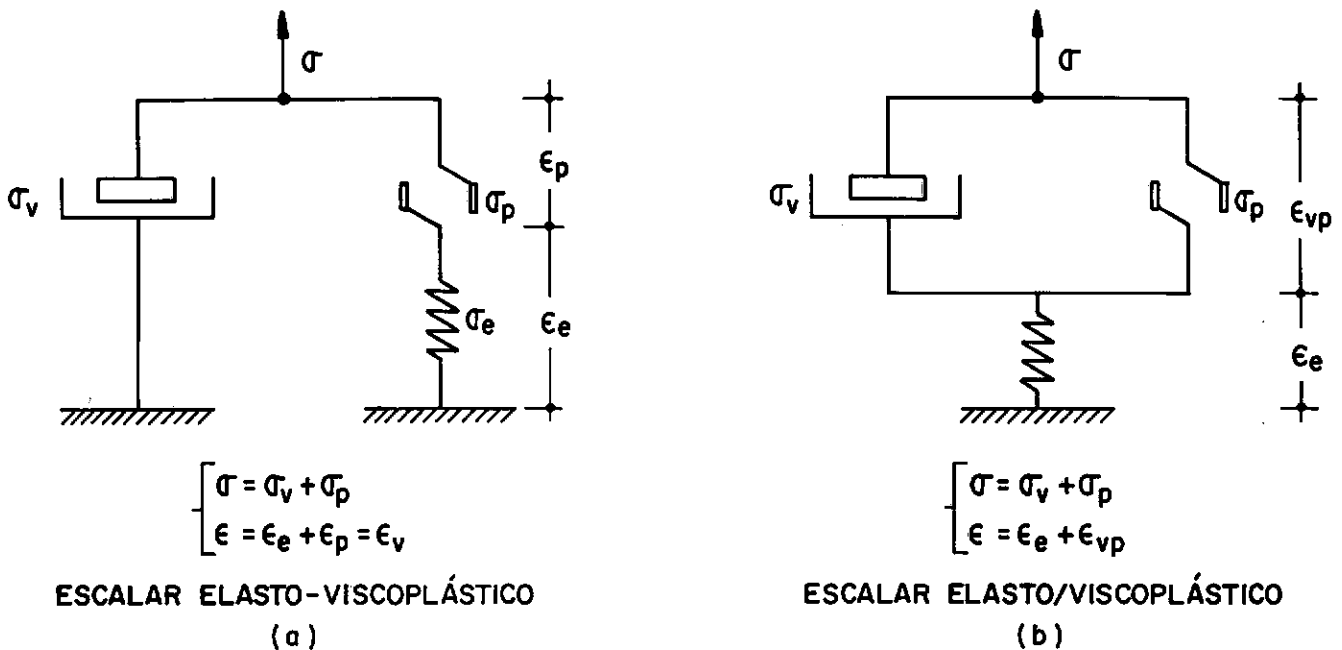 σ
σ
σv
σp
εp
σv
σp
εvp
σe
εe
εe
σ = σv + σp
ε = εe + εp = εv
σ = σv + σp
ε = εe + εvp
ESCALAR ELASTO-VISCOPLÁSTICO
(a)
ESCALAR ELASTO/VISCOPLÁSTICO
(b)